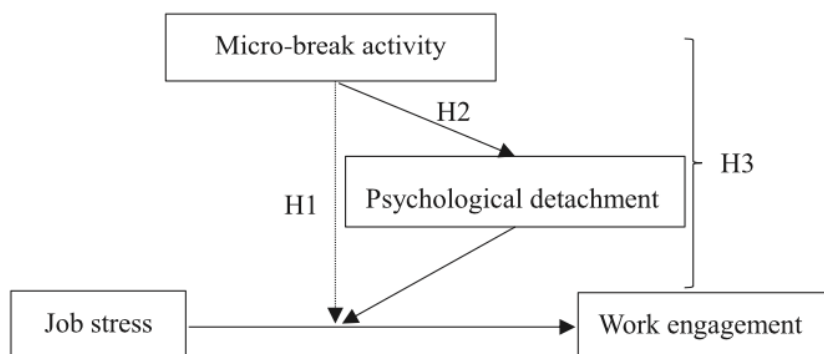 Micro-break activity
H2
H3
Psychological detachment
H1
Job stress
Work engagement